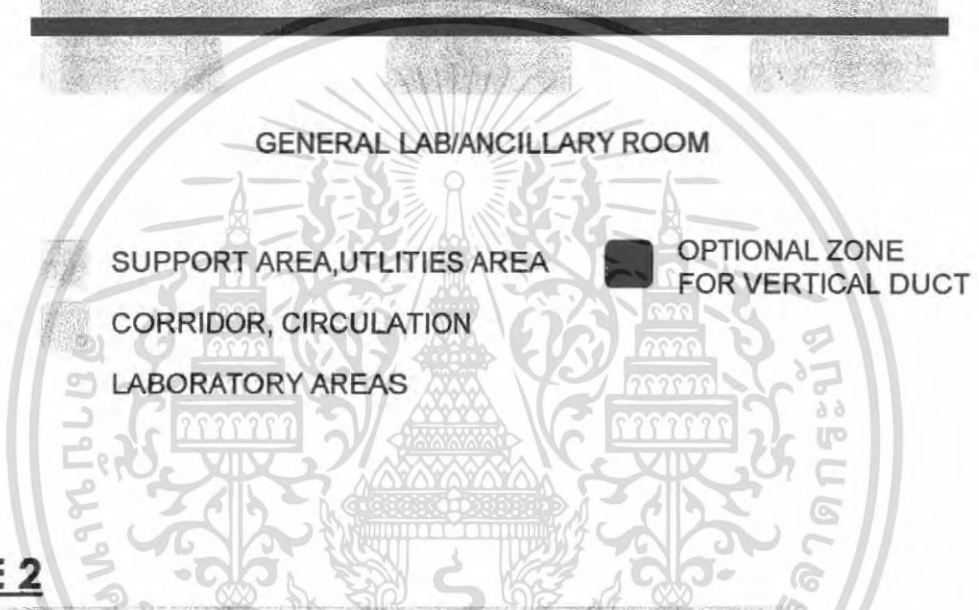 GENERAL LAB/ANCILLARY ROOM
SUPPORT AREA,UTLITIES AREA
OPTIONAL ZONE
FOR VERTICAL DUCT
CORRIDOR, CIRCULATION
LABORATORY AREAS
E 2